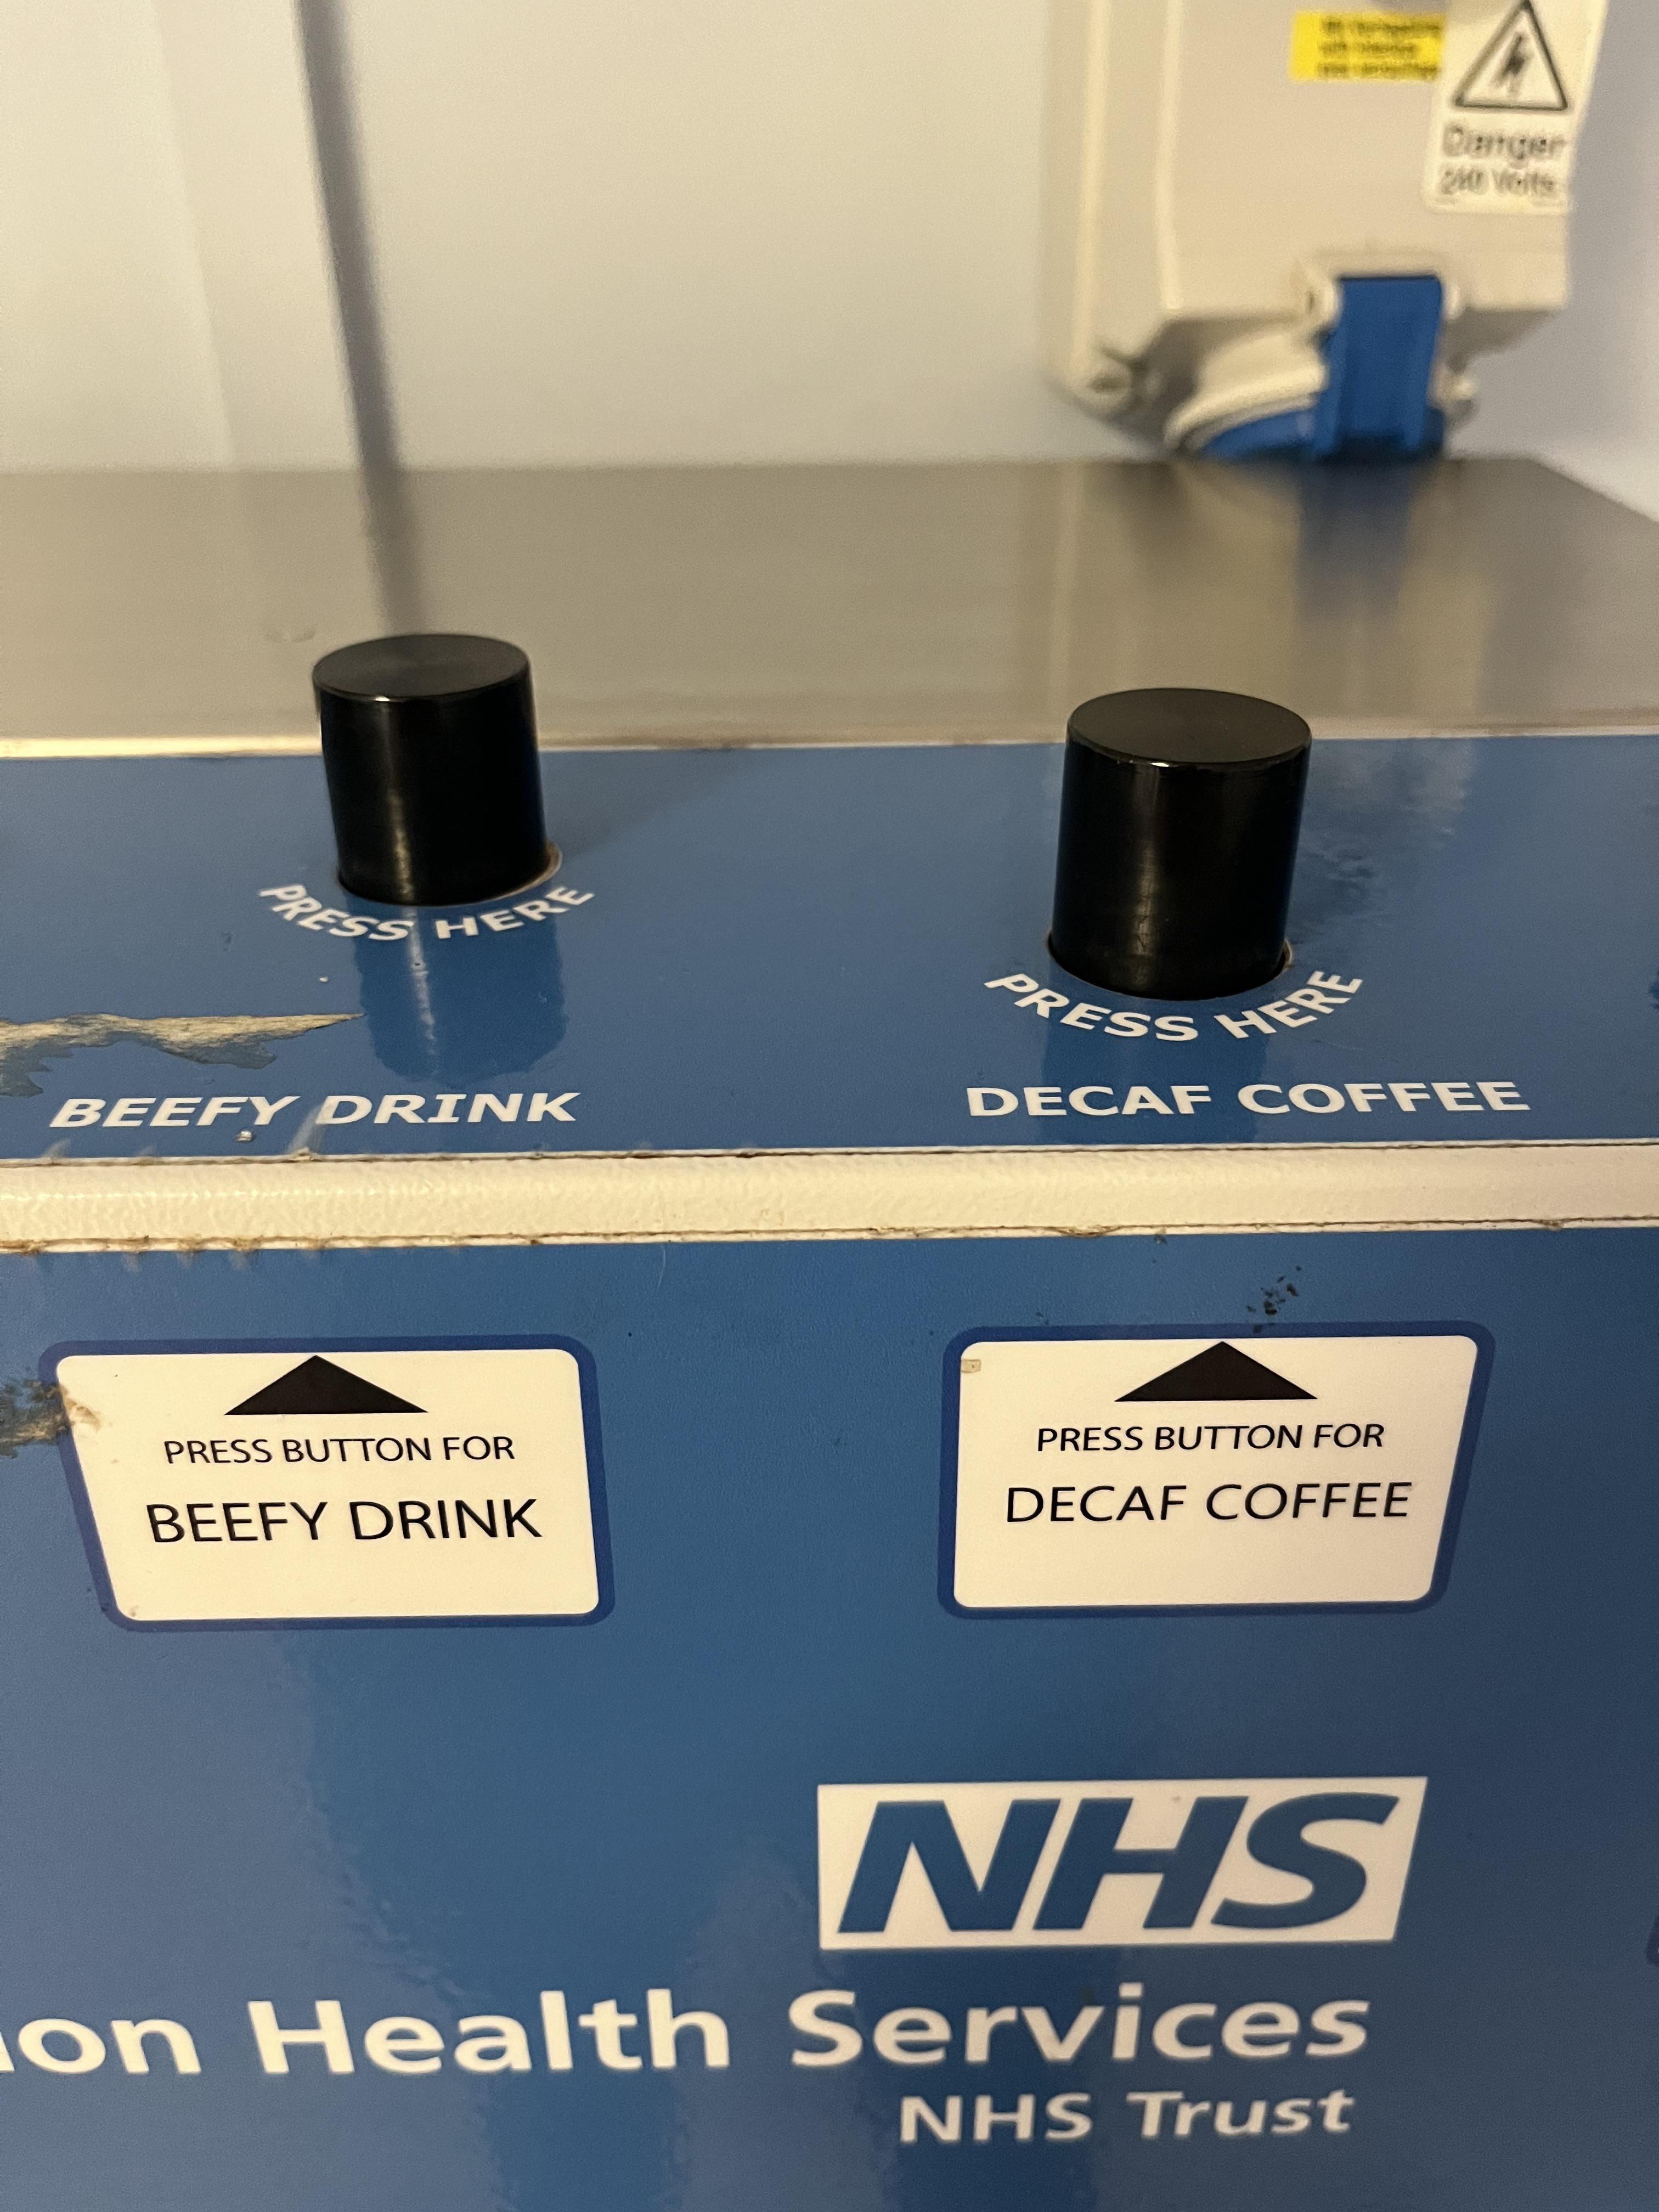 Danger
240 Volts
PRESS HERE
PRESS HERE
BEEFY DRINK
DECAF COFFEE
PRESS BUTTON FOR
BEEFY DRINK
PRESS BUTTON FOR
DECAF COFFEE
NHS
on Health Services
NHS Trust